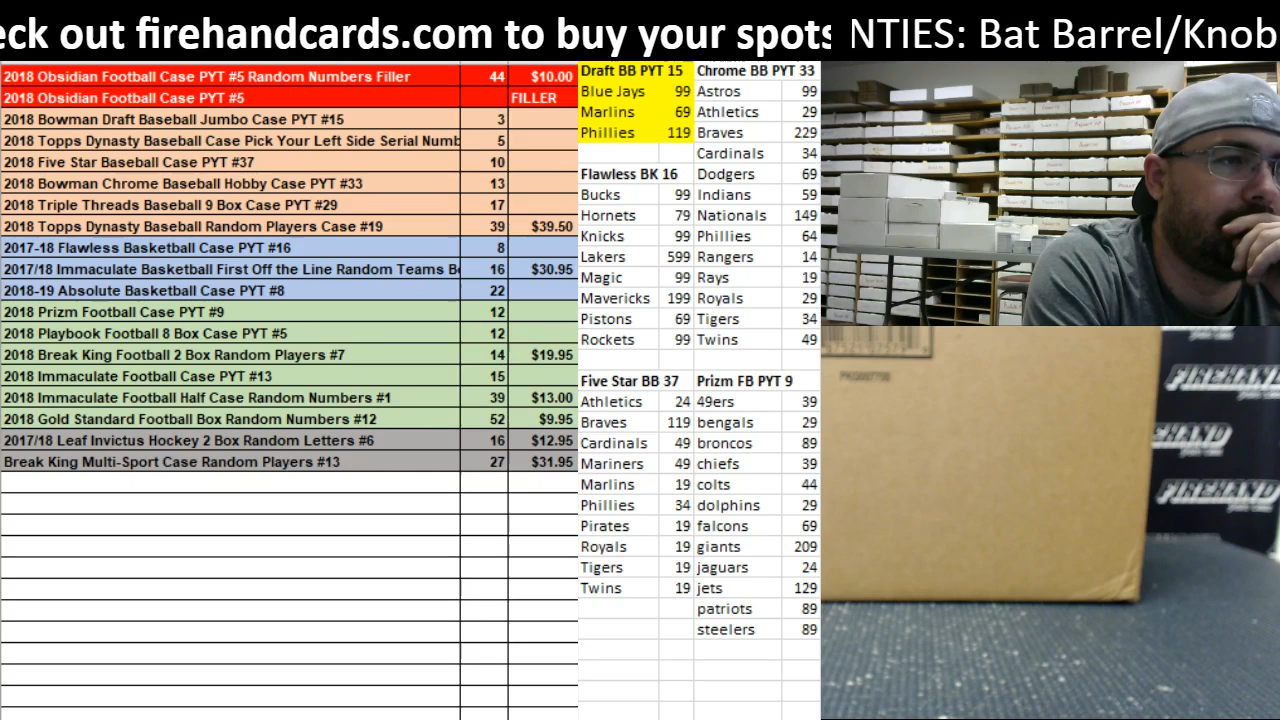 eck out firehandcards.com to buy your spots
NTIES: Bat Barrel/Knob
2018 Obsidian Football Case PYT #5 Random Numbers Filler 44 $10.00
2018 Obsidian Football Case PYT #5 FILLER
2018 Bowman Draft Baseball Jumbo Case PYT #15 3
2018 Topps Dynasty Baseball Case Pick Your Left Side Serial Numb 5
2018 Five Star Baseball Case PYT #37 10
2018 Bowman Chrome Baseball Hobby Case PYT #33 13
2018 Triple Threads Baseball 9 Box Case PYT #29 17
2018 Topps Dynasty Baseball Random Players Case #19 39 $39.50
2017-18 Flawless Basketball Case PYT #16 8
2017/18 Immaculate Basketball First Off the Line Random Teams B 16 $30.95
2018-19 Absolute Basketball Case PYT #8 22
2018 Prizm Football Case PYT #9 12
2018 Playbook Football 8 Box Case PYT #5 12
2018 Break King Football 2 Box Random Players #7 14 $19.95
2018 Immaculate Football Case PYT #13 15
2018 Immaculate Football Half Case Random Numbers #1 39 $13.00
2018 Gold Standard Football Box Random Numbers #12 52 $9.95
2017/18 Leaf Invictus Hockey 2 Box Random Letters #6 16 $12.95
Break King Multi-Sport Case Random Players #13 27 $31.95
Draft BB PYT 15
Blue Jays 99
Marlins 69
Phillies 119
Flawless BK 16
Bucks 99
Hornets 79
Knicks 99
Lakers 599
Magic 99
Mavericks 199
Pistons 69
Rockets 99
Five Star BB 37
Athletics 24
Braves 119
Cardinals 49
Mariners 49
Marlins 19
Phillies 34
Pirates 19
Royals 19
Tigers 19
Twins 19
Chrome BB PYT 33
Astros 99
Athletics 29
Braves 229
Cardinals 34
Dodgers 69
Indians 59
Nationals 149
Phillies 64
Rangers 14
Rays 19
Royals 29
Tigers 34
Twins 49
Prizm FB PYT 9
49ers 39
bengals 29
broncos 89
chiefs 39
colts 44
dolphins 29
falcons 69
giants 209
jaguars 24
jets 129
patriots 89
steelers 89
FIREHAND
FIREHAND
FIREHAND